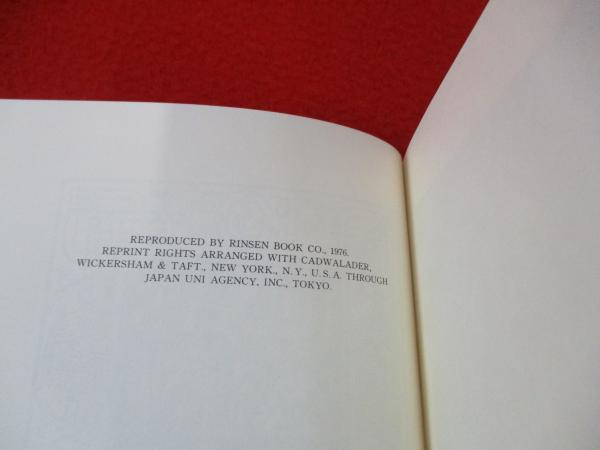 REPRODUCED BY RINSEN BOOK CO., 1976.
REPRINT RIGHTS ARRANGED WITH CADWALADER,
WICKERSHAM & TAFT., NEW YORK., N.Y., U.S.A. THROUGH
JAPAN UNI AGENCY, INC., TOKYO.